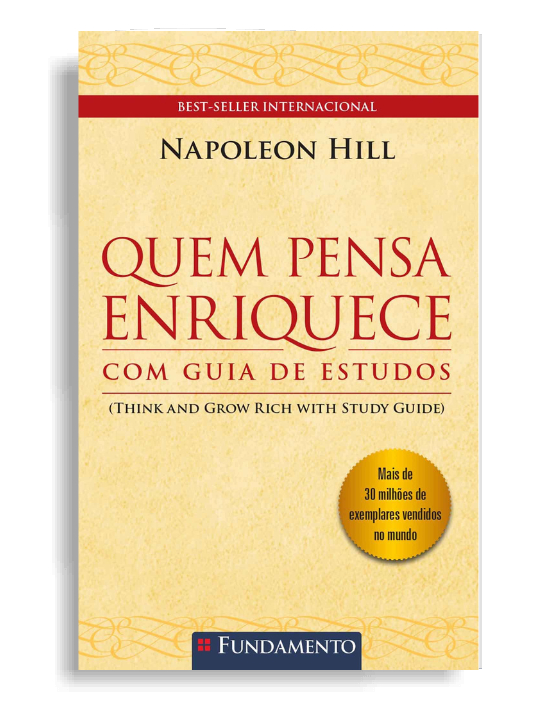 BEST-SELLER INTERNACIONAL
NAPOLEON HILL
QUEM PENSA
ENRIQUECE
COM GUIA DE ESTUDOS
(THINK AND GROW RICH WITH STUDY GUIDE)
Mais de
30 milhões de
exemplares vendidos
no mundo
FUNDAMENTO